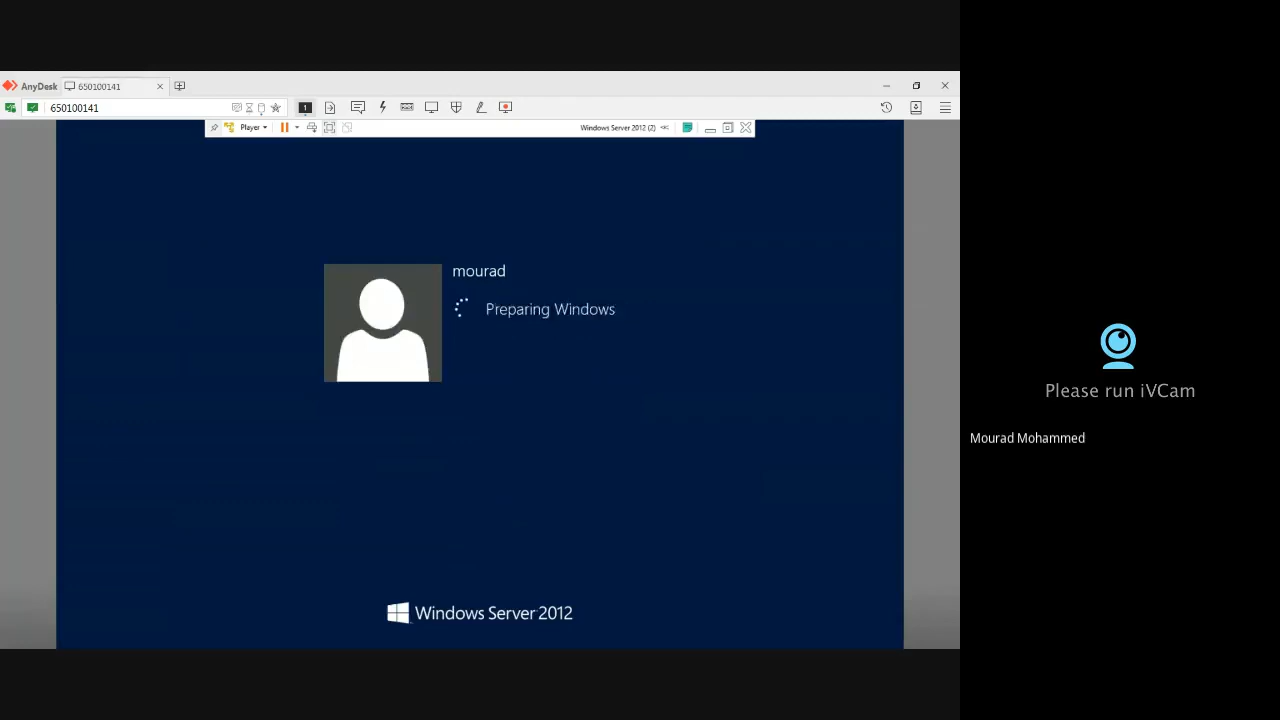 AnyDesk
650100141
650100141
1
Player
Windows Server 2012 (2)
mourad
Preparing Windows
Windows Server 2012
Please run iVCam
Mourad Mohammed